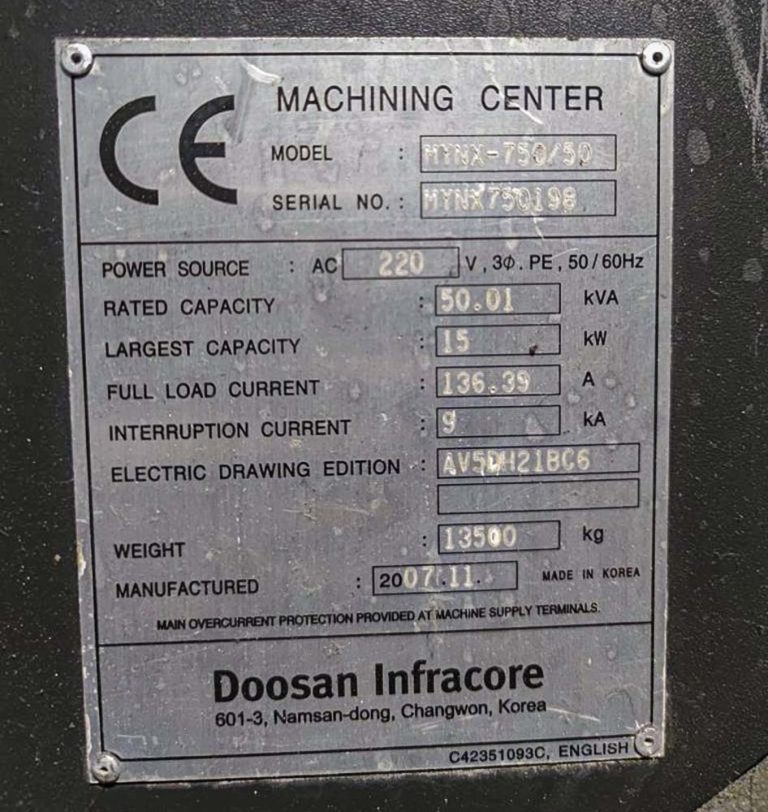 CE MACHINING CENTER
MODEL : MYNX-750/50
SERIAL NO. : MYNX750198
POWER SOURCE : AC 220 V , 3Φ. PE , 50 / 60Hz
RATED CAPACITY : 50.01 kVA
LARGEST CAPACITY : 15 kW
FULL LOAD CURRENT : 136.39 A
INTERRUPTION CURRENT : 9 kA
ELECTRIC DRAWING EDITION : AV5DH21BC6
WEIGHT : 13500 kg
MANUFACTURED : 2007.11. MADE IN KOREA
MAIN OVERCURRENT PROTECTION PROVIDED AT MACHINE SUPPLY TERMINALS.
Doosan Infracore
601-3, Namsan-dong, Changwon, Korea
C42351093C, ENGLISH